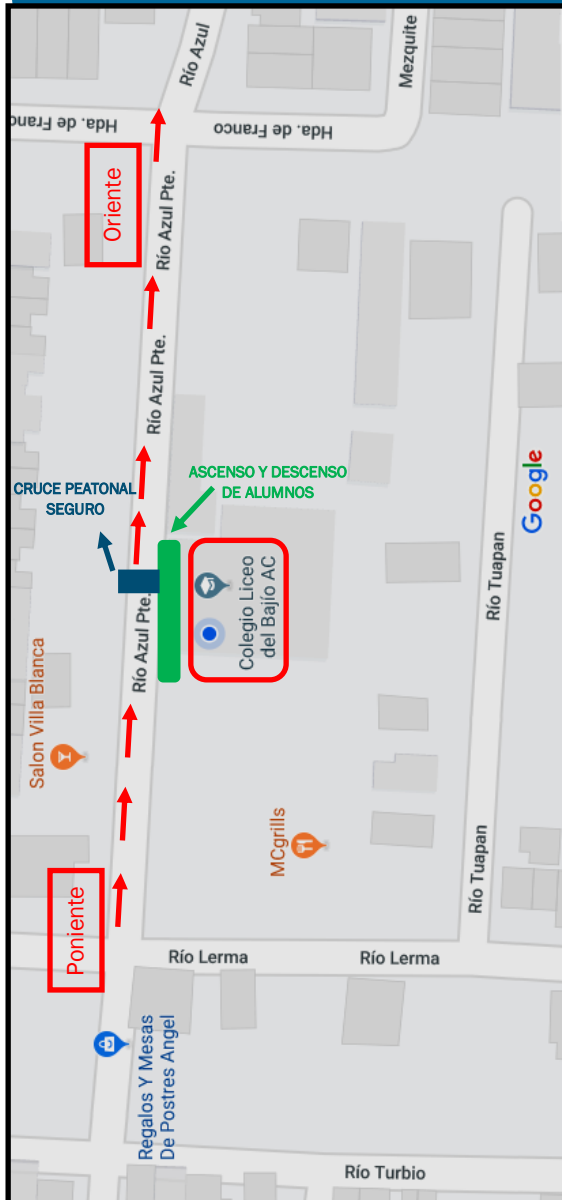 Río Azul
Mezquite
Hda. de Franc
Hda. de Franco
Oriente
Río Azul Pte.
Río Azul Pte.
CRUCE PEATONAL
SEGURO
ASCENSO Y DESCENSO
DE ALUMNOS
Google
Río Azul Pte.
Colegio Liceo
del Bajío AC
Río Tuapan
Salon Villa Blanca
MCgrills
Río Tuapan
Poniente
Río Lerma
Río Lerma
Regalos Y Mesas
De Postres Angel
Río Turbio